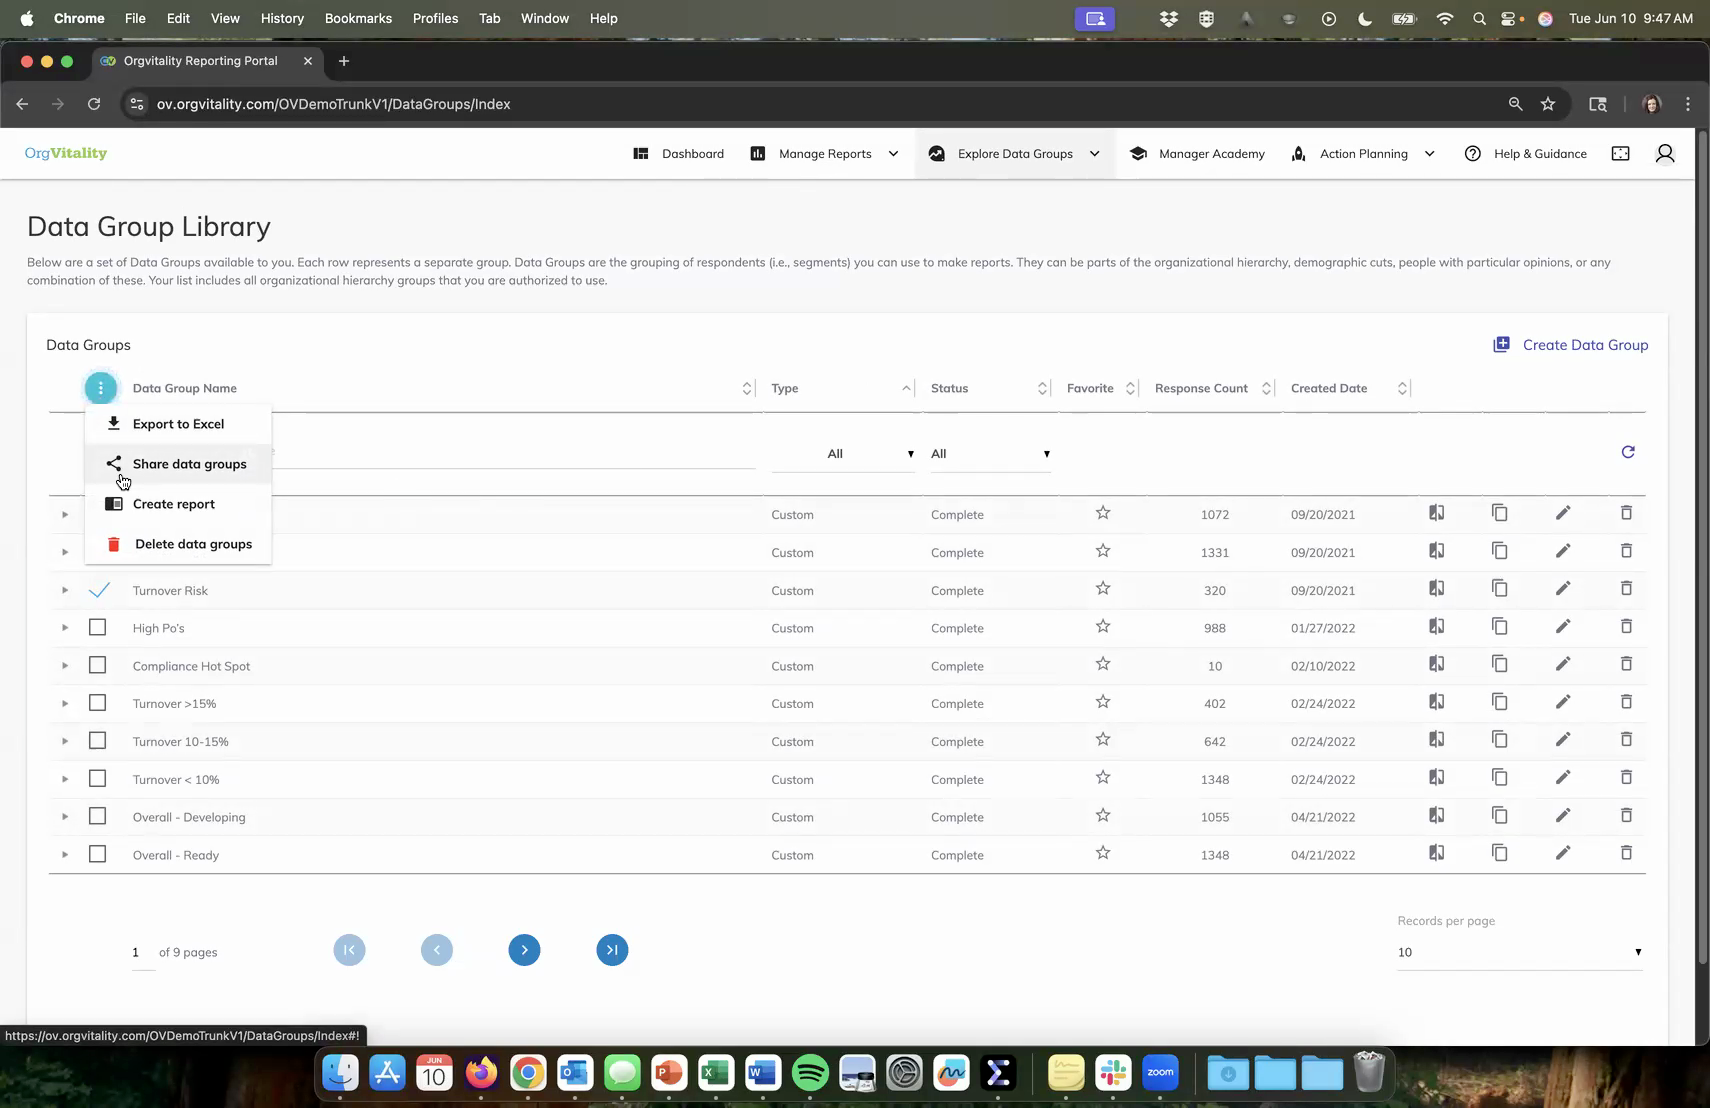 Chrome File Edit View History Bookmarks Profiles Tab Window Help Tue Jun 10 9:47 AM
Orgvitality Reporting Portal
ov.orgvitality.com/OVDemoTrunkV1/DataGroups/Index
OrgVitality Dashboard Manage Reports Explore Data Groups Manager Academy Action Planning Help & Guidance
Data Group Library
Below are a set of Data Groups available to you. Each row represents a separate group. Data Groups are the grouping of respondents (i.e., segments) you can use to make reports. They can be parts of the organizational hierarchy, demographic cuts, people with particular opinions, or any
combination of these. Your list includes all organizational hierarchy groups that you are authorized to use.
Data Groups Create Data Group
Data Group Name Type Status Favorite Response Count Created Date
Export to Excel
All All
Share data groups
Create report
Custom Complete 1072 09/20/2021
Delete data groups
Custom Complete 1331 09/20/2021
Turnover Risk Custom Complete 320 09/20/2021
High Po's Custom Complete 988 01/27/2022
Compliance Hot Spot Custom Complete 10 02/10/2022
Turnover >15% Custom Complete 402 02/24/2022
Turnover 10-15% Custom Complete 642 02/24/2022
Turnover < 10% Custom Complete 1348 02/24/2022
Overall - Developing Custom Complete 1055 04/21/2022
Overall - Ready Custom Complete 1348 04/21/2022
Records per page
1 of 9 pages 10
https://ov.orgvitality.com/OVDemoTrunkV1/DataGroups/Index#!
JUN
10
zoom